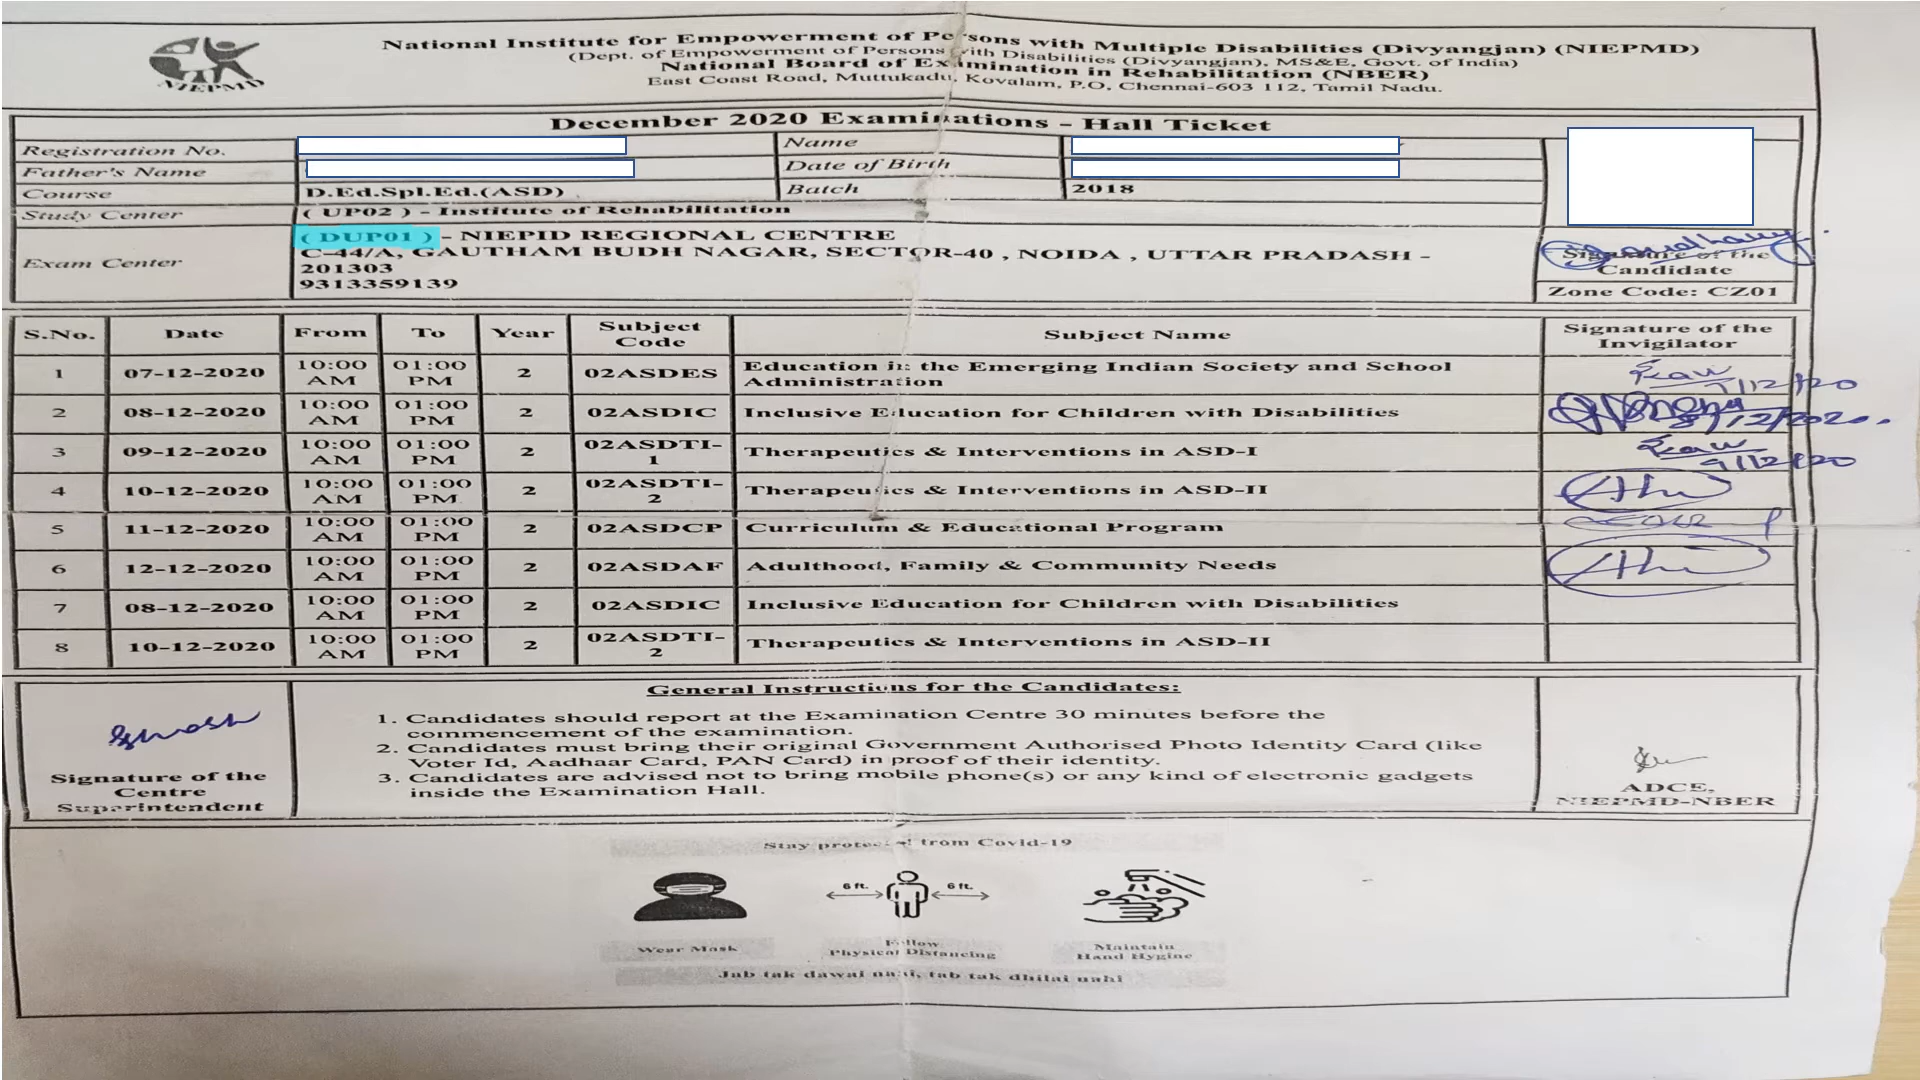 NIEPMD
National Institute for Empowerment of Persons with Multiple Disabilities (Divyangjan) (NIEPMD)
(Dept. of Empowerment of Persons with Disabilities (Divyangjan), MS&E, Govt. of India)
National Board of Examination in Rehabilitation (NBER)
East Coast Road, Muttukadu, Kovalam, P.O, Chennai-603 112, Tamil Nadu.
December 2020 Examinations - Hall Ticket
Registration No. Name
Father's Name Date of Birth
Course D.Ed.Spl.Ed.(ASD) Batch 2018
Study Center ( UP02 ) - Institute of Rehabilitation
Exam Center ( DUP01 ) - NIEPID REGIONAL CENTRE
C-44/A, GAUTHAM BUDH NAGAR, SECTOR-40 , NOIDA , UTTAR PRADESH -
201303
9313359139
Signature of the
Candidate
Zone Code: CZ01
S.No. Date From To Year Subject Code Subject Name Signature of the Invigilator
1 07-12-2020 10:00 AM 01:00 PM 2 02ASDES Education in the Emerging Indian Society and School Administration 7/12/20
2 08-12-2020 10:00 AM 01:00 PM 2 02ASDIC Inclusive Education for Children with Disabilities 8/12/2020.
3 09-12-2020 10:00 AM 01:00 PM 2 02ASDTI-1 Therapeutics & Interventions in ASD-I 9/12/20
4 10-12-2020 10:00 AM 01:00 PM 2 02ASDTI-2 Therapeutics & Interventions in ASD-II
5 11-12-2020 10:00 AM 01:00 PM 2 02ASDCP Curriculum & Educational Program
6 12-12-2020 10:00 AM 01:00 PM 2 02ASDAF Adulthood, Family & Community Needs
7 08-12-2020 10:00 AM 01:00 PM 2 02ASDIC Inclusive Education for Children with Disabilities
8 10-12-2020 10:00 AM 01:00 PM 2 02ASDTI-2 Therapeutics & Interventions in ASD-II
General Instructions for the Candidates:
1. Candidates should report at the Examination Centre 30 minutes before the
commencement of the examination.
2. Candidates must bring their original Government Authorised Photo Identity Card (like
Voter Id, Aadhaar Card, PAN Card) in proof of their identity.
3. Candidates are advised not to bring mobile phone(s) or any kind of electronic gadgets
inside the Examination Hall.
Signature of the
Centre
Superintendent
ADCE,
NIEPMD-NBER
Stay protected from Covid-19
6 ft. 6 ft.
Wear Mask
Follow
Physical Distancing
Maintain
Hand Hygine
Jab tak dawai nahi, tab tak dhilai nahi